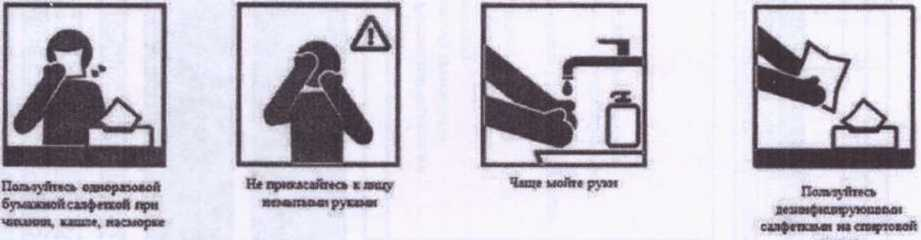 Пользуйтесь одноразовой
бумажной салфеткой при
чихании, кашле, насморке
Не прикасайтесь к лицу
немытыми руками
Чаще мойте руки
Пользуйтесь
дезинфицирующими
салфетками на спиртовой